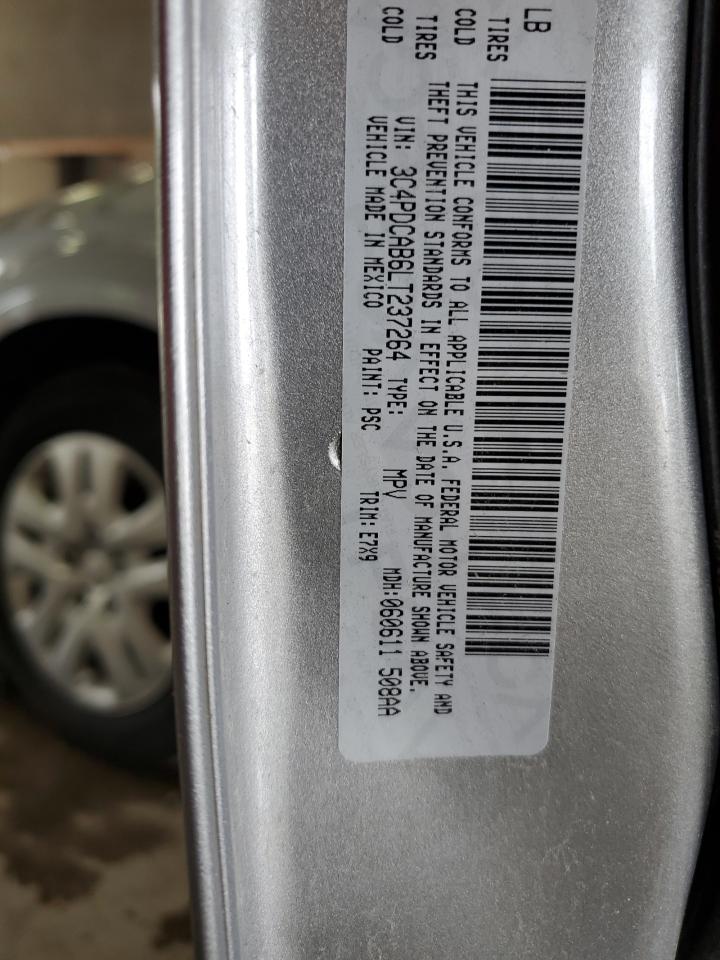 LB
TIRES COLD
TIRES COLD
THIS VEHICLE CONFORMS TO ALL APPLICABLE U.S.A. FEDERAL MOTOR VEHICLE SAFETY AND
THEFT PREVENTION STANDARDS IN EFFECT ON THE DATE OF MANUFACTURE SHOWN ABOVE.
VIN: 3C4PDCAB6LT237264 TYPE: MPV MDH:060611 508AA
VEHICLE MADE IN MEXICO PAINT: PSC TRIM: E7X9